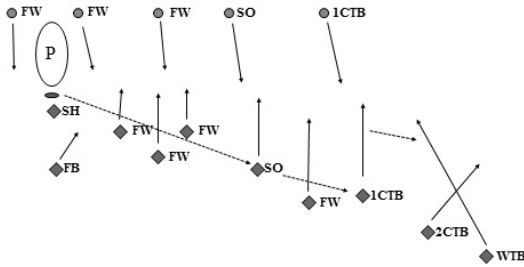 FW FW FW SO 1CTB
P
SH
FW FW
FW
FB SO
FW 1CTB
2CTB
WTB